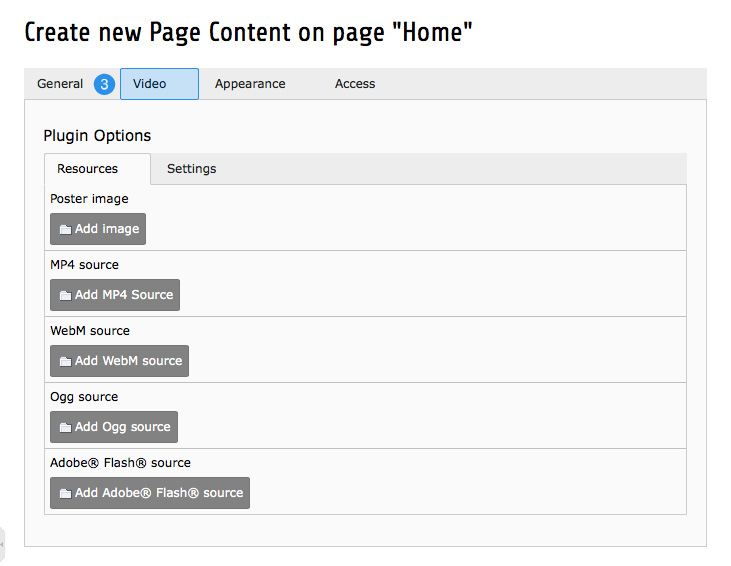 Create new Page Content on page "Home"
General 3 Video Appearance Access
Plugin Options
Resources Settings
Poster image
Add image
MP4 source
Add MP4 Source
WebM source
Add WebM source
Ogg source
Add Ogg source
Adobe® Flash® source
Add Adobe® Flash® source